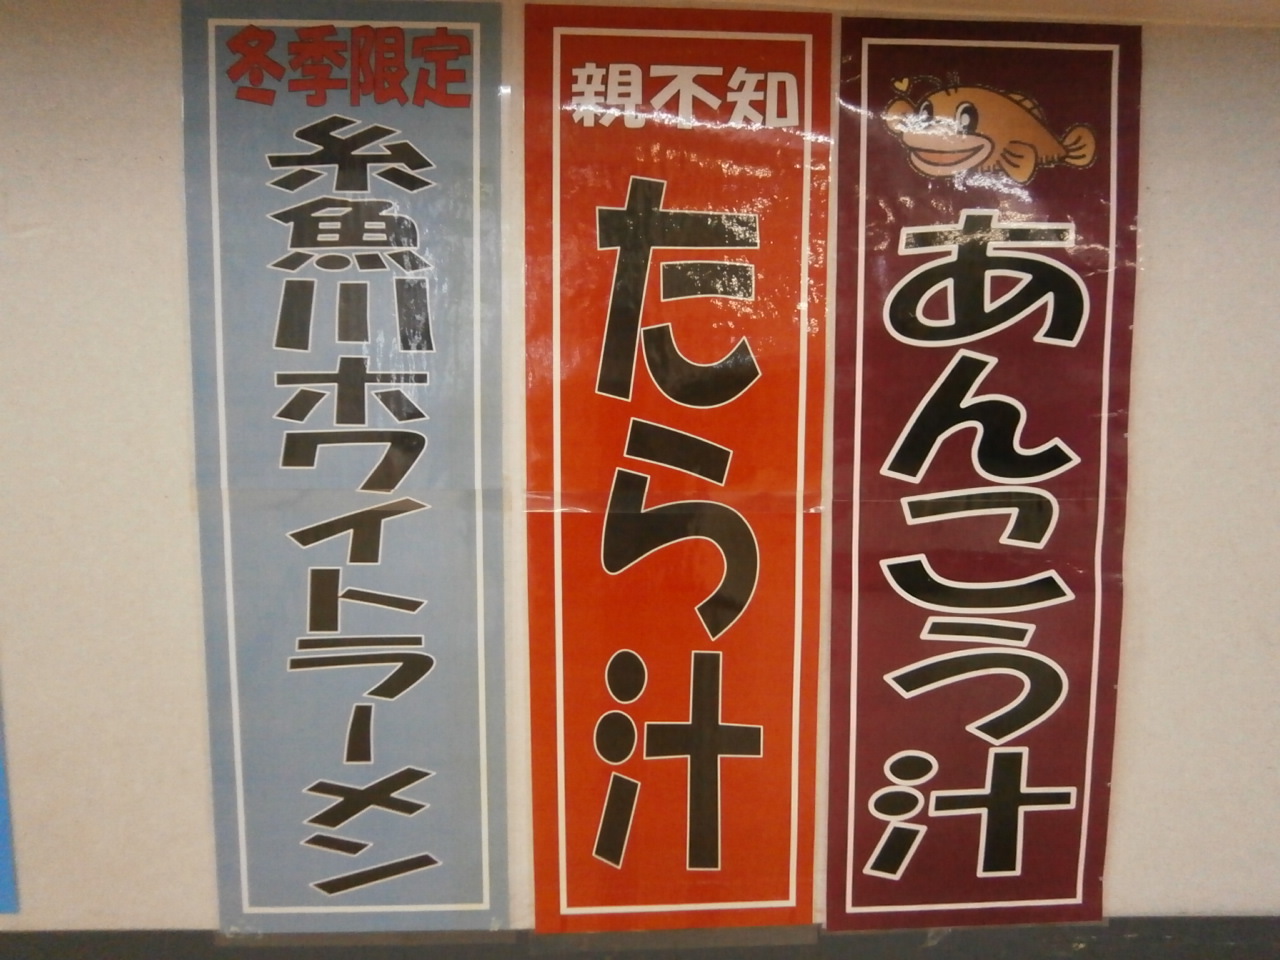 冬季限定
糸魚川ホワイトラーメン
親不知
たら汁
あんこう汁